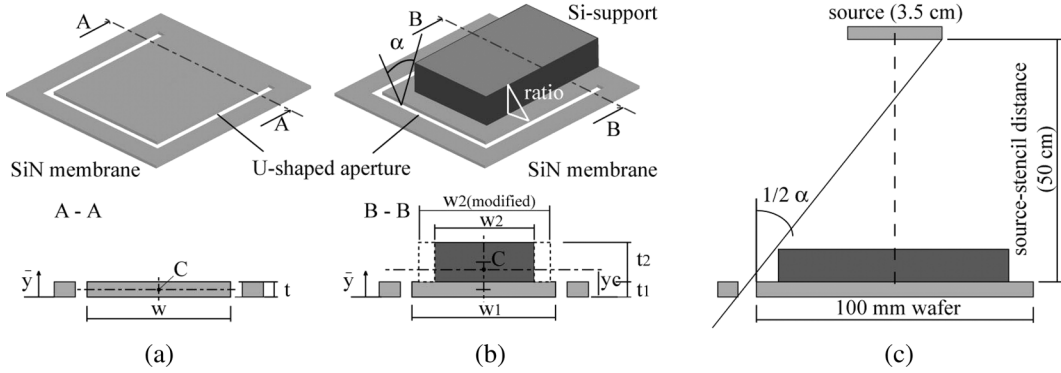 A
A
SiN membrane
U-shaped aperture
A - A
ȳ
C
t
w
(a)
B
α
Si-support
ratio
B
SiN membrane
B - B
w2(modified)
w2
C
ȳ
yc
t2
t1
w1
(b)
source (3.5 cm)
source-stencil distance
(50 cm)
1/2 α
100 mm wafer
(c)